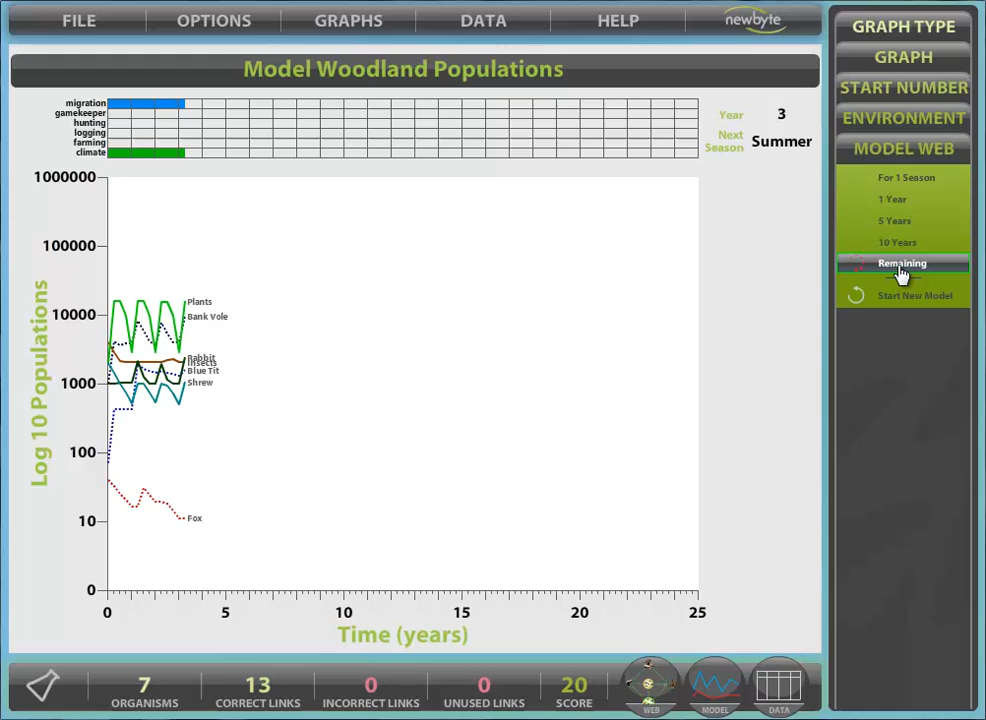 FILE OPTIONS GRAPHS DATA HELP newbyte
Model Woodland Populations
migration
gamekeeper
hunting
logging
farming
climate
Year 3
Next Season Summer
1000000
100000
10000
1000
100
10
0
Log 10 Populations
Plants
Bank Vole
Rabbit
Insects
Blue Tit
Shrew
Fox
0 5 10 15 20 25
Time (years)
7 13 0 0 20
ORGANISMS CORRECT LINKS INCORRECT LINKS UNUSED LINKS SCORE WEB MODEL DATA
GRAPH TYPE
GRAPH
START NUMBER
ENVIRONMENT
MODEL WEB
For 1 Season
1 Year
5 Years
10 Years
Remaining
Start New Model